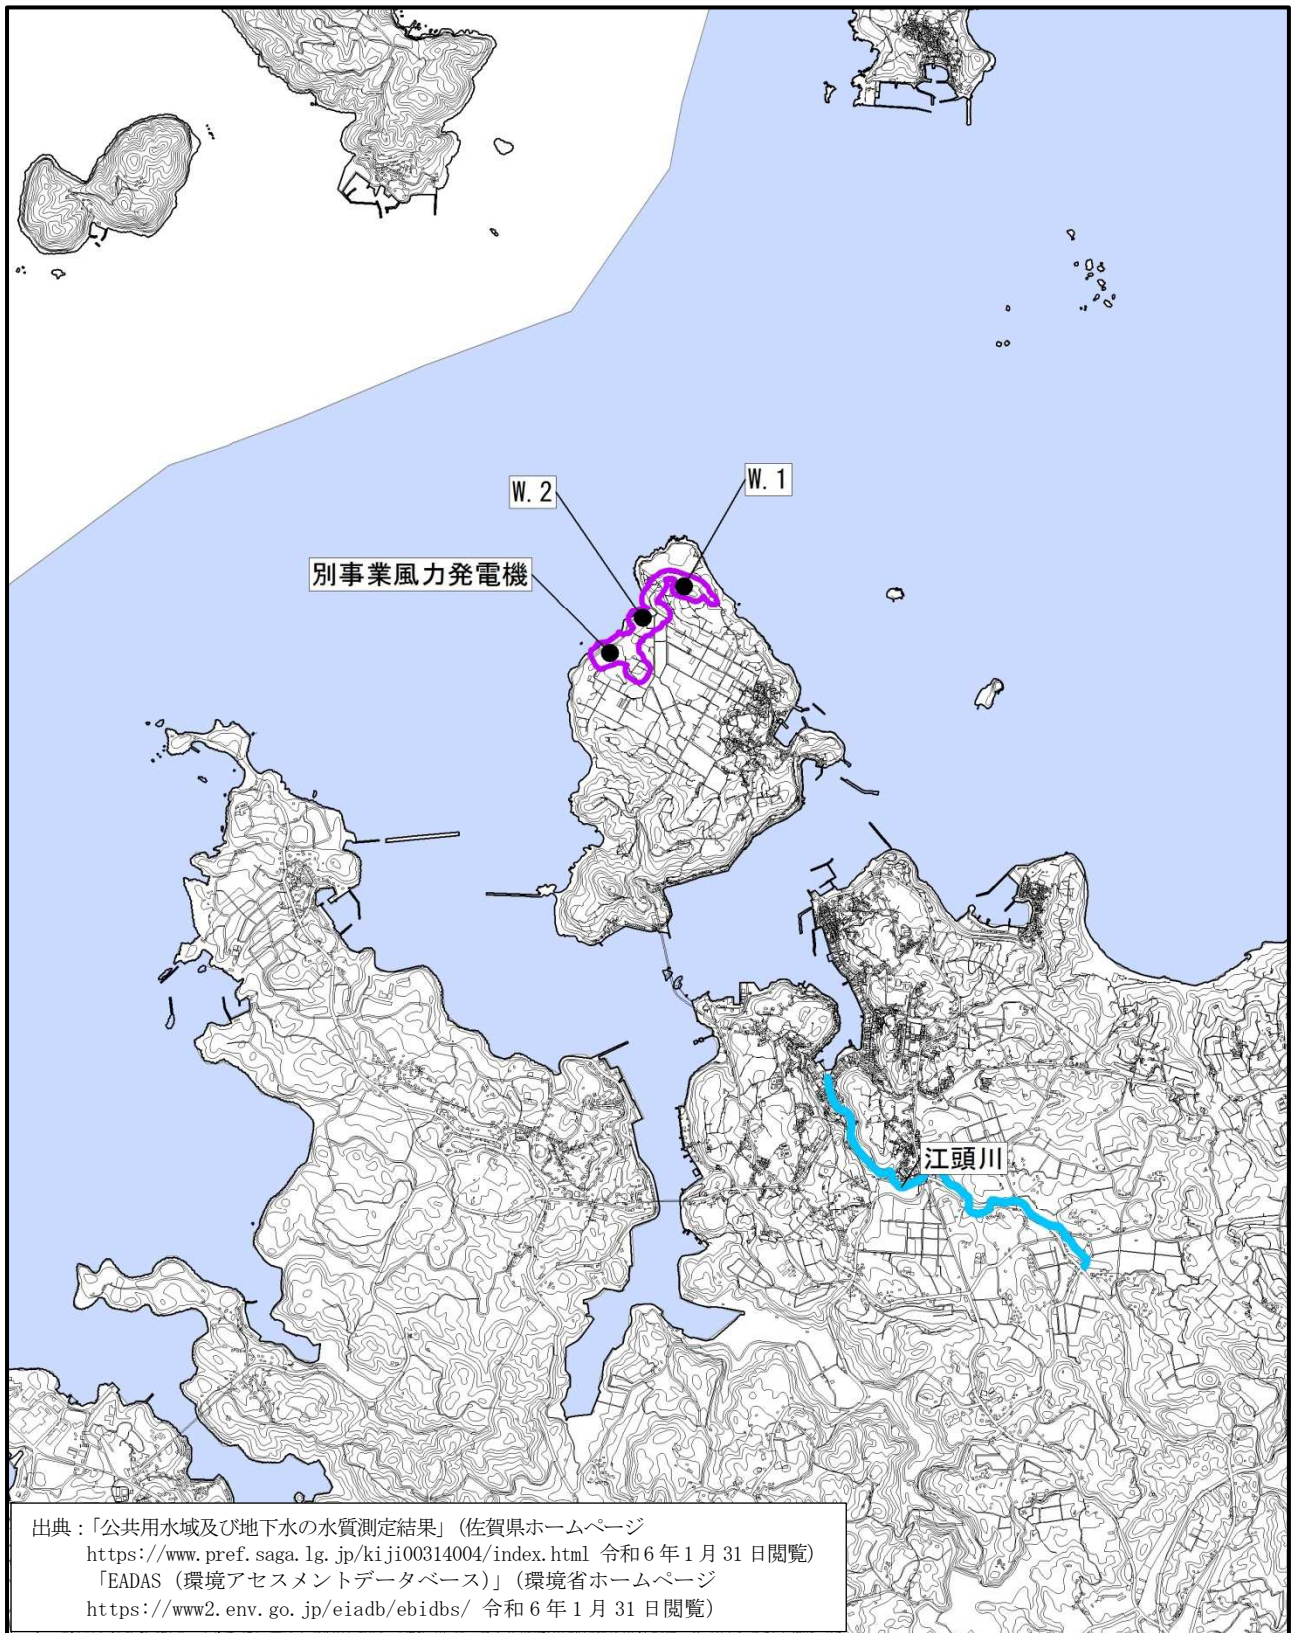 W. 1
W. 2
別事業風力発電機
江頭川
出典：「公共用水域及び地下水の水質測定結果」（佐賀県ホームページ
https://www.pref.saga.lg.jp/kiji00314004/index.html 令和6年1月31日閲覧）
「EADAS（環境アセスメントデータベース）」（環境省ホームページ
https://www2.env.go.jp/eiadb/ebidbs/ 令和6年1月31日閲覧）